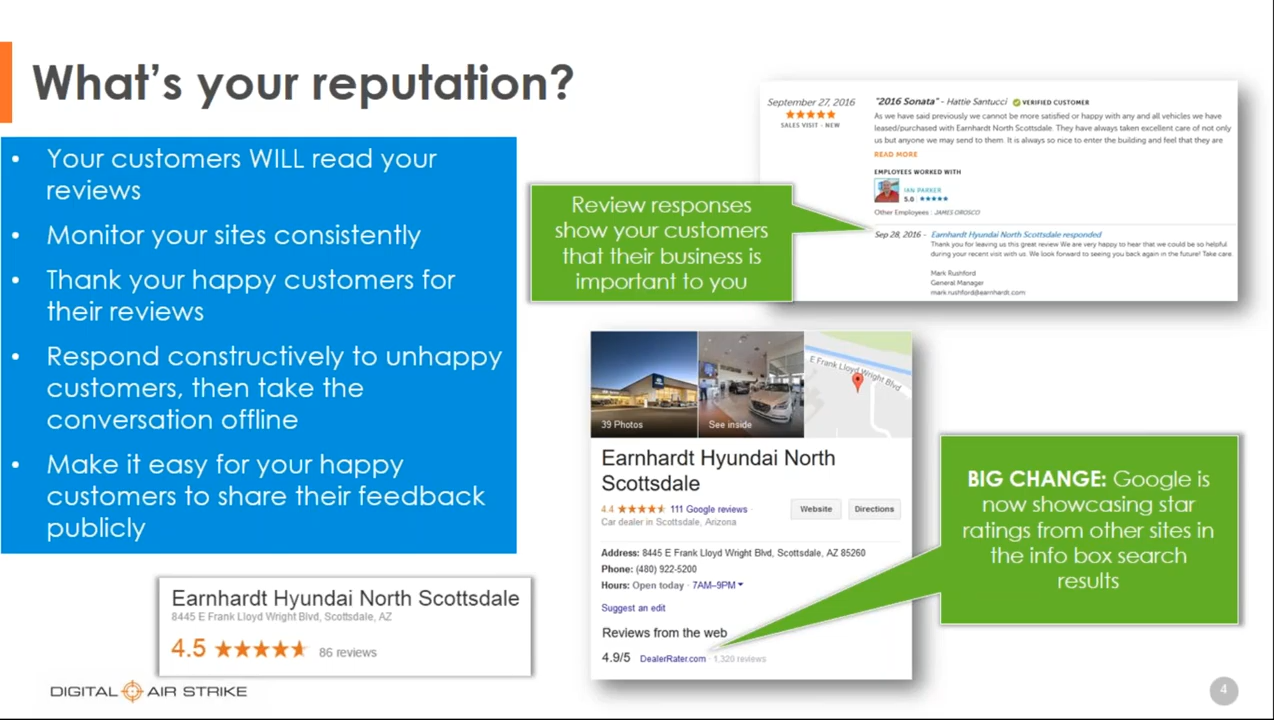 What's your reputation?
• Your customers WILL read your
reviews
• Monitor your sites consistently
• Thank your happy customers for
their reviews
• Respond constructively to unhappy
customers, then take the
conversation offline
• Make it easy for your happy
customers to share their feedback
publicly
September 27, 2016
SALES VISIT - NEW
"2016 Sonata" - Hattie Santucci VERIFIED CUSTOMER
As we have said previously we cannot be more satisfied or happy with any and all vehicles we have
leased/purchased with Earnhardt North Scottsdale. They have always taken excellent care of not only
us but anyone we may send to them. It is always so nice to enter the building and feel that they are
READ MORE
EMPLOYEES WORKED WITH
IAN PARKER
5.0
Other Employees : JAMES OROSCO
Sep 28, 2016 - Earnhardt Hyundai North Scottsdale responded
Thank you for leaving us this great review We are very happy to hear that we could be so helpful
during your recent visit with us. We look forward to seeing you back again in the future! Take care.
Mark Rushford
General Manager
mark.rushford@earnhardt.com
Review responses
show your customers
that their business is
important to you
E Frank Lloyd Wright Blvd
39 Photos
See inside
Earnhardt Hyundai North
Scottsdale
4.4 111 Google reviews
Car dealer in Scottsdale, Arizona
Website
Directions
Address: 8445 E Frank Lloyd Wright Blvd, Scottsdale, AZ 85260
Phone: (480) 922-5200
Hours: Open today · 7AM–9PM
Suggest an edit
Reviews from the web
4.9/5 DealerRater.com · 1,320 reviews
BIG CHANGE: Google is
now showcasing star
ratings from other sites in
the info box search
results
Earnhardt Hyundai North Scottsdale
8445 E Frank Lloyd Wright Blvd, Scottsdale, AZ
4.5 86 reviews
DIGITAL AIR STRIKE
4